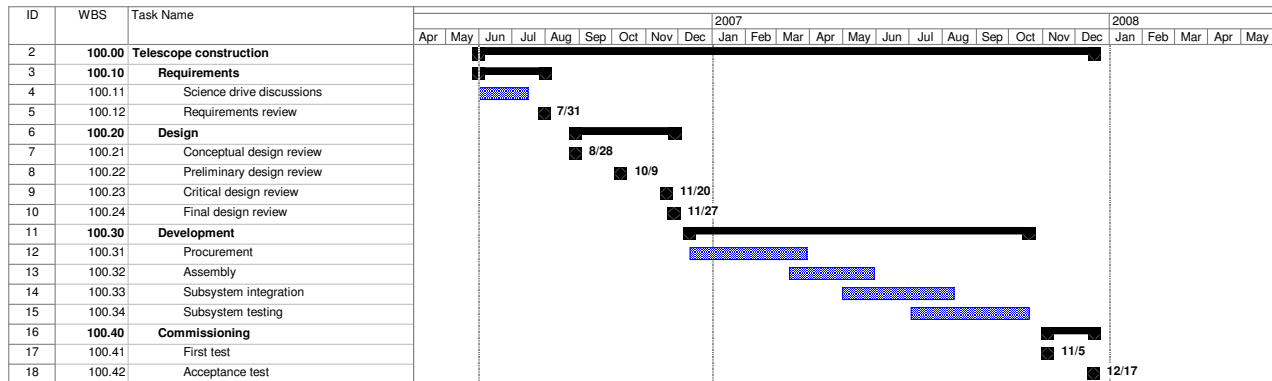 ID WBS Task Name 2007 2008
Apr May Jun Jul Aug Sep Oct Nov Dec Jan Feb Mar Apr May Jun Jul Aug Sep Oct Nov Dec Jan Feb Mar Apr May
2 100.00 Telescope construction
3 100.10 Requirements
4 100.11 Science drive discussions
5 100.12 Requirements review 7/31
6 100.20 Design
7 100.21 Conceptual design review 8/28
8 100.22 Preliminary design review 10/9
9 100.23 Critical design review 11/20
10 100.24 Final design review 11/27
11 100.30 Development
12 100.31 Procurement
13 100.32 Assembly
14 100.33 Subsystem integration
15 100.34 Subsystem testing
16 100.40 Commissioning
17 100.41 First test 11/5
18 100.42 Acceptance test 12/17